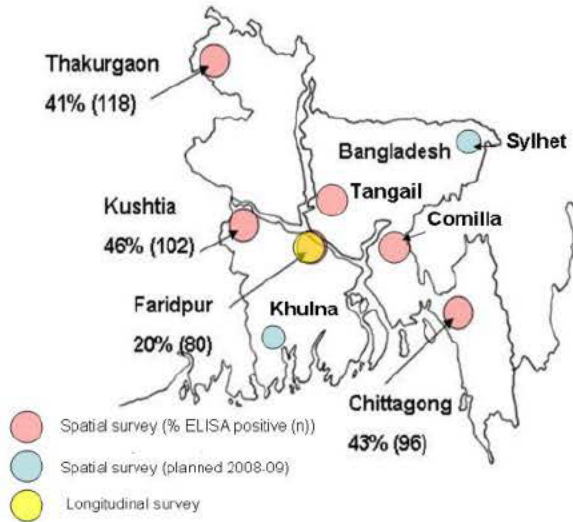 Thakurgaon
41% (118)
Sylhet
Bangladesh
Tangail
Kushtia
46% (102)
Comilla
Faridpur
20% (80)
Khulna
Chittagong
43% (96)
Spatial survey (% ELISA positive (n))
Spatial survey (planned 2008-09)
Longitudinal survey